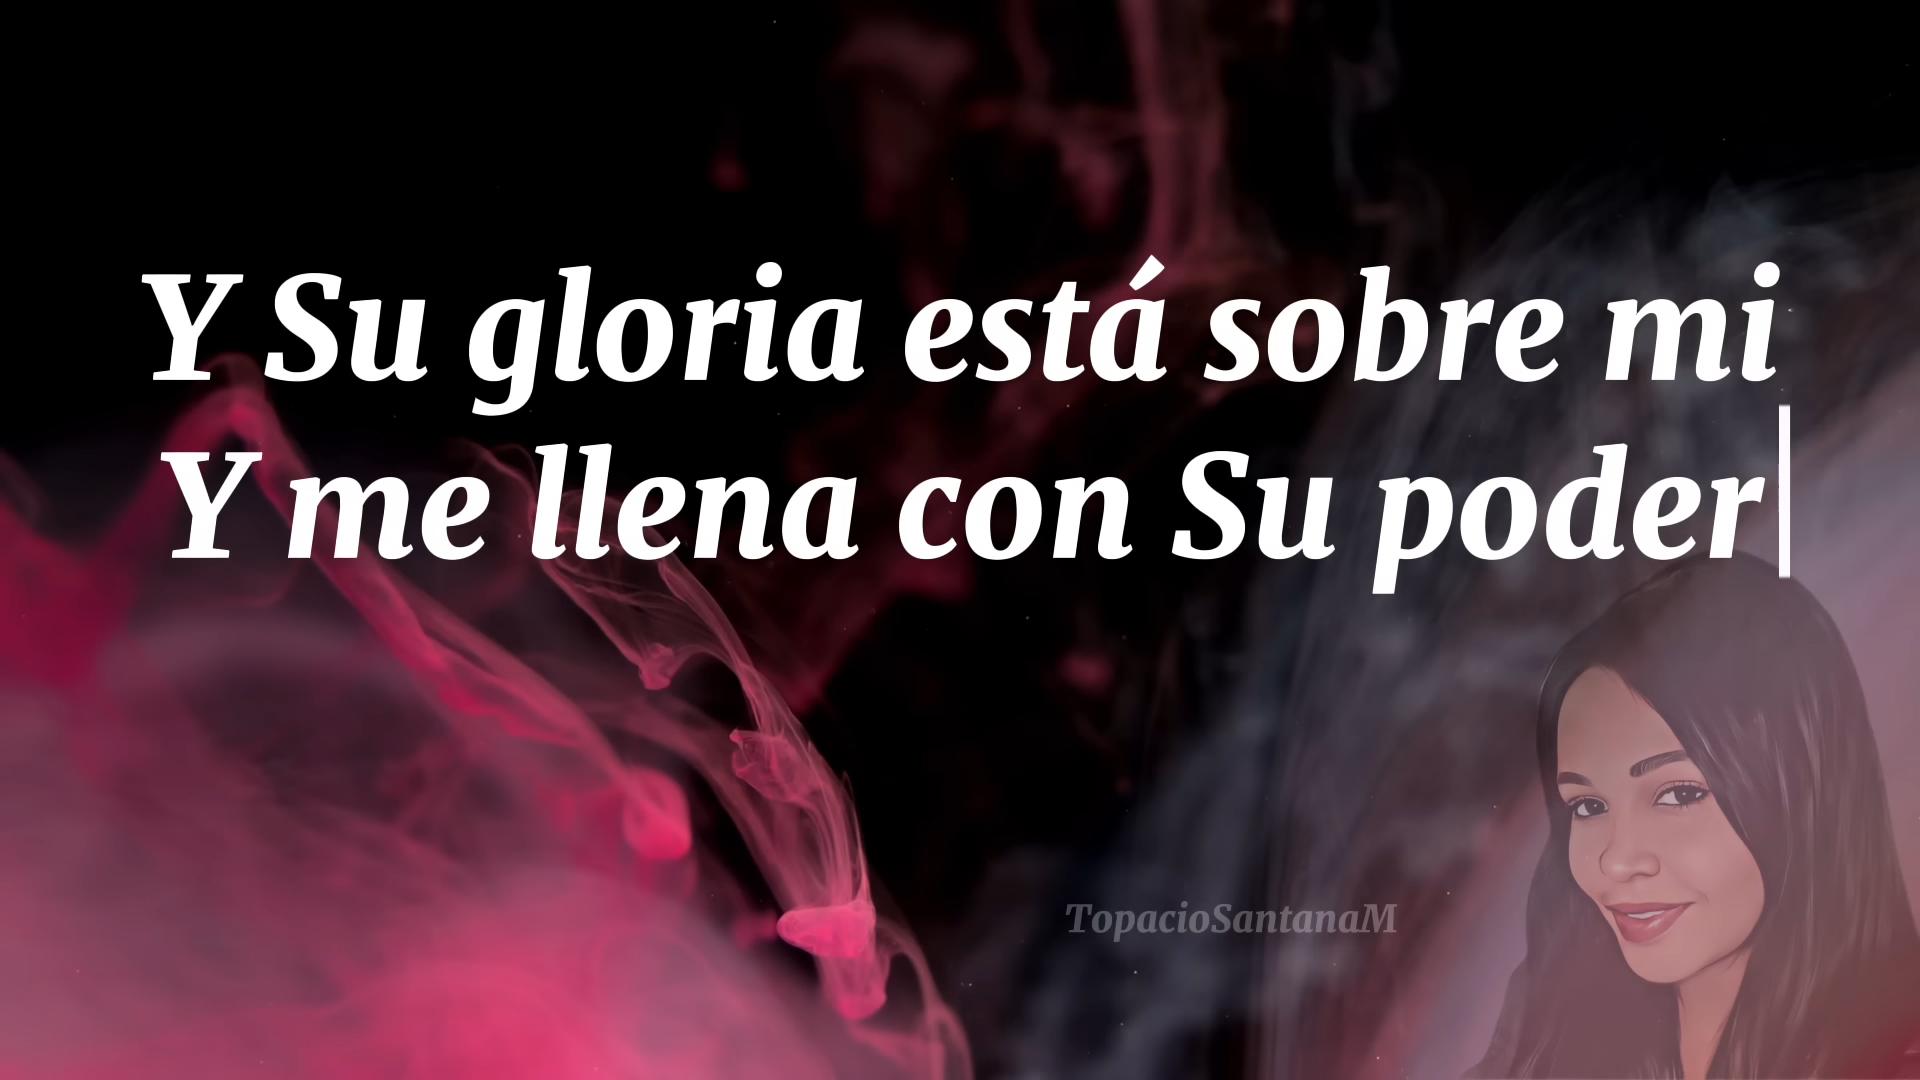 Y Su gloria está sobre mi
Y me llena con Su poder
TopacioSantanaM